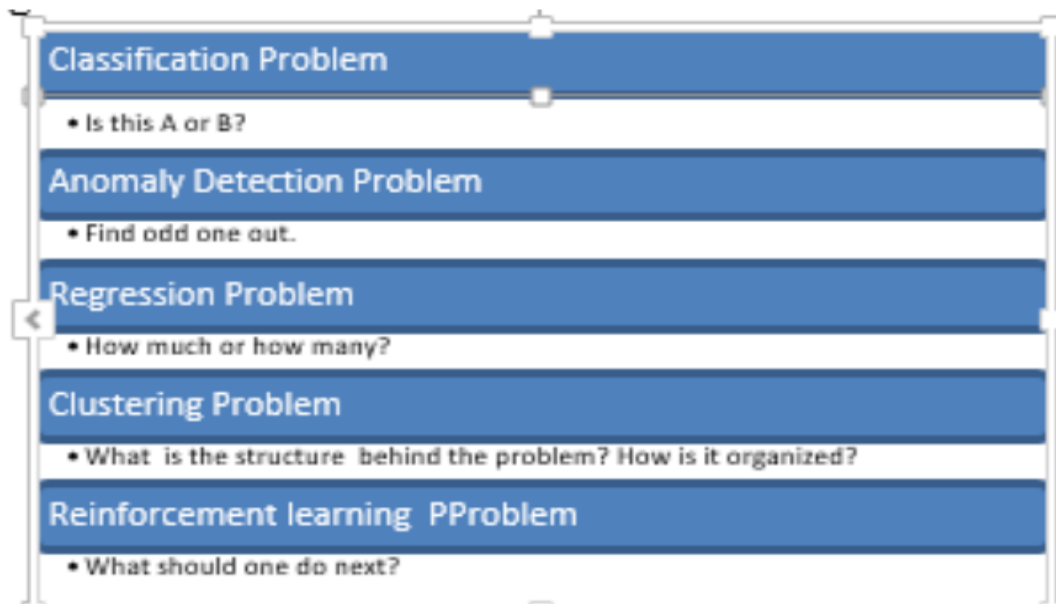 Classification Problem
• Is this A or B?
Anomaly Detection Problem
• Find odd one out.
Regression Problem
• How much or how many?
Clustering Problem
• What  is the structure  behind the problem? How is it organized?
Reinforcement learning  PProblem
• What should one do next?